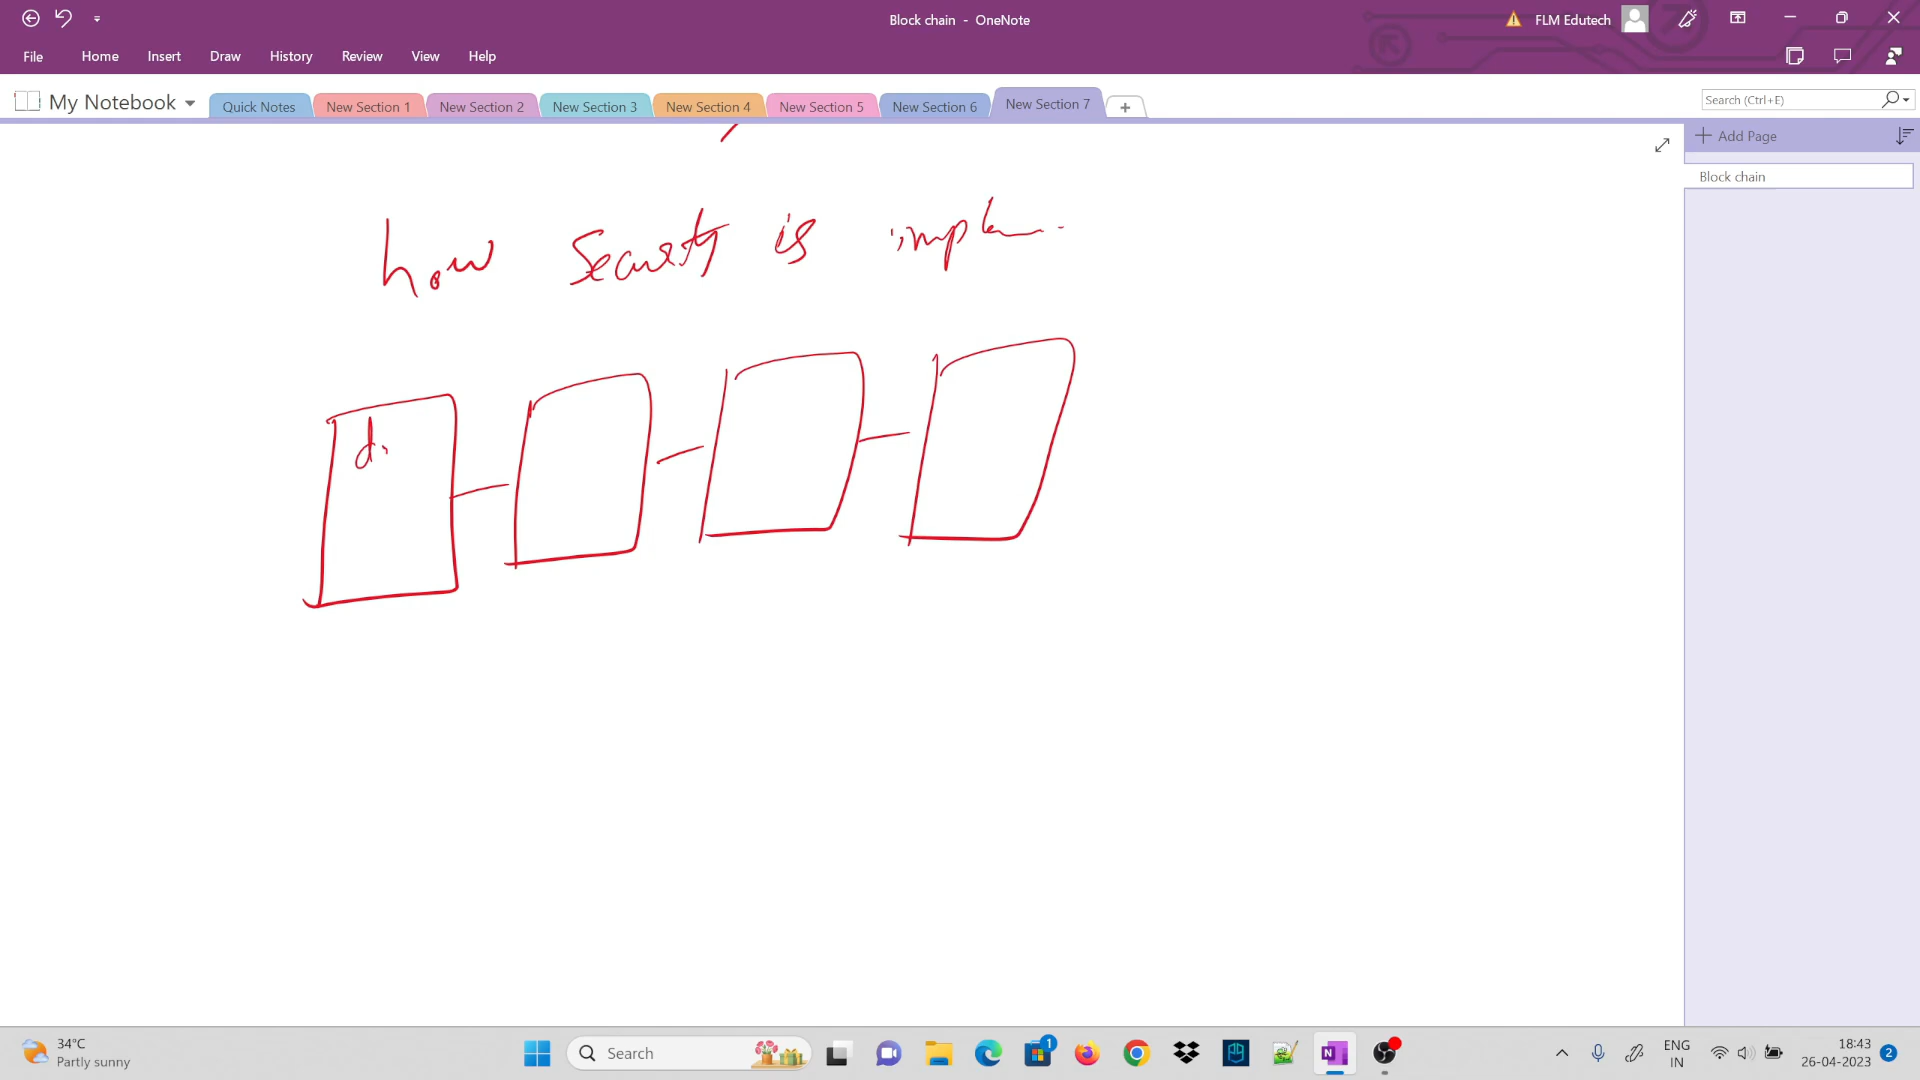 Block chain - OneNote
FLM Edutech
File Home Insert Draw History Review View Help
My Notebook
Quick Notes New Section 1 New Section 2 New Section 3 New Section 4 New Section 5 New Section 6 New Section 7
Search (Ctrl+E)
Add Page
Block chain
how Security is implem
d
34°C
Partly sunny
Search
1
ENG
IN
18:43
26-04-2023
2